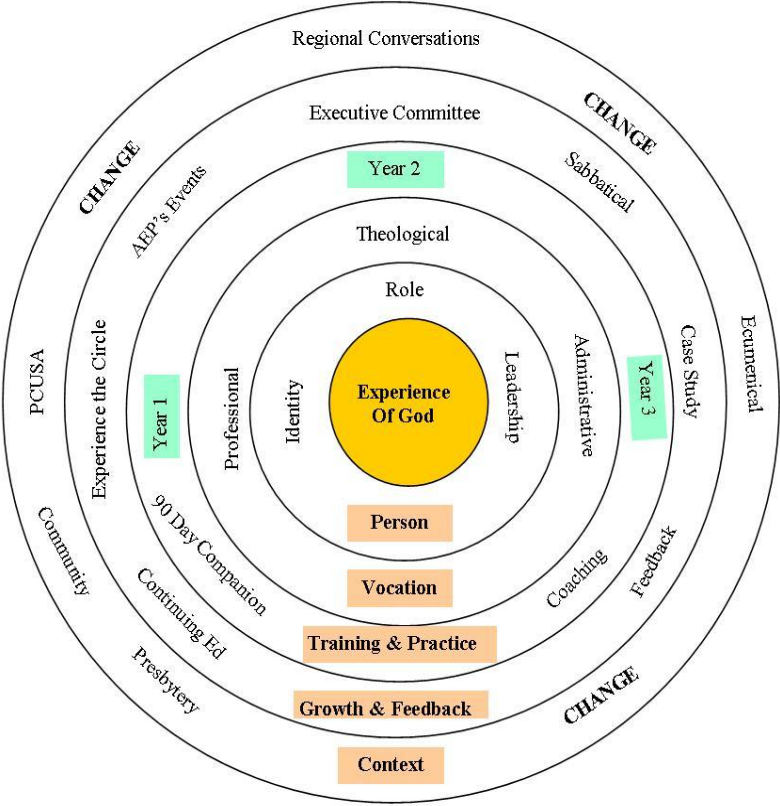 Regional Conversations
CHANGE
Executive Committee
CHANGE
Year 2
Sabbatical
AEP's Events
Theological
Role
PCUSA
Experience the Circle
Year 1
Professional
Identity
Experience
Of God
Leadership
Administrative
Year 3
Case Study
Ecumenical
Person
90 Day Companion
Community
Vocation
Coaching
Feedback
Continuing Ed
Training & Practice
Presbytery
CHANGE
Growth & Feedback
Context